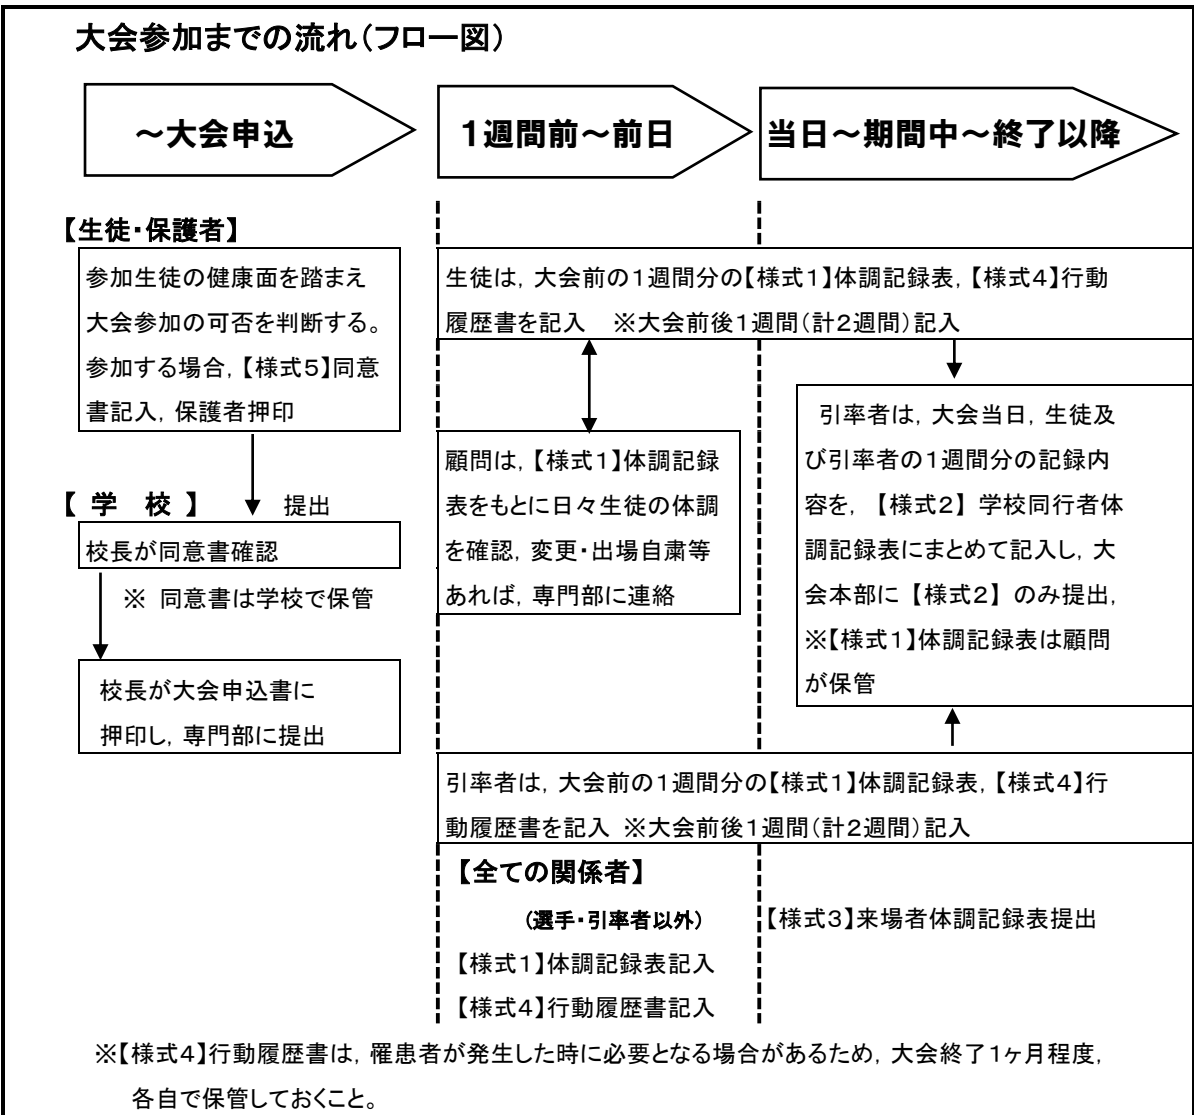 大会参加までの流れ(フロー図)
～大会申込
1週間前～前日
当日～期間中～終了以降
【生徒・保護者】
参加生徒の健康面を踏まえ
大会参加の可否を判断する。
参加する場合,【様式5】同意
書記入,保護者押印
【 学 校 】
提出
校長が同意書確認
※ 同意書は学校で保管
校長が大会申込書に
押印し,専門部に提出
生徒は,大会前の1週間分の【様式1】体調記録表,【様式4】行動
履歴書を記入 ※大会前後1週間(計2週間)記入
顧問は,【様式1】体調記録
表をもとに日々生徒の体調
を確認,変更・出場自粛等
あれば,専門部に連絡
引率者は,大会当日,生徒及
び引率者の1週間分の記録内
容を,【様式2】学校同行者体
調記録表にまとめて記入し,大
会本部に【様式2】のみ提出,
※【様式1】体調記録表は顧問
が保管
引率者は,大会前の1週間分の【様式1】体調記録表,【様式4】行
動履歴書を記入 ※大会前後1週間(計2週間)記入
【全ての関係者】
(選手・引率者以外)
【様式1】体調記録表記入
【様式4】行動履歴書記入
【様式3】来場者体調記録表提出
※【様式4】行動履歴書は,罹患者が発生した時に必要となる場合があるため,大会終了1ヶ月程度,
各自で保管しておくこと。